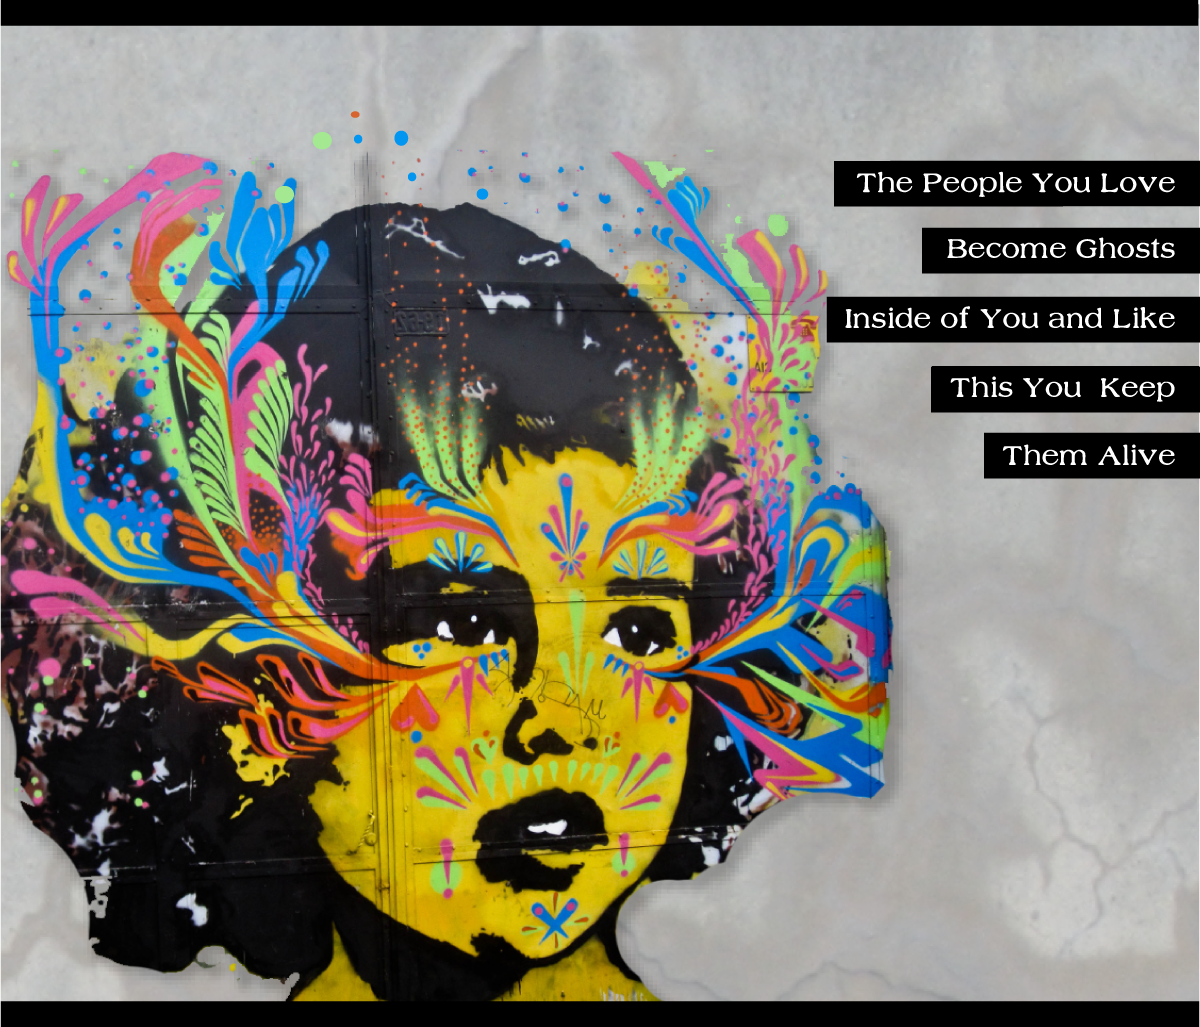 The People You Love
Become Ghosts
Inside of You and Like
This You  Keep
Them Alive